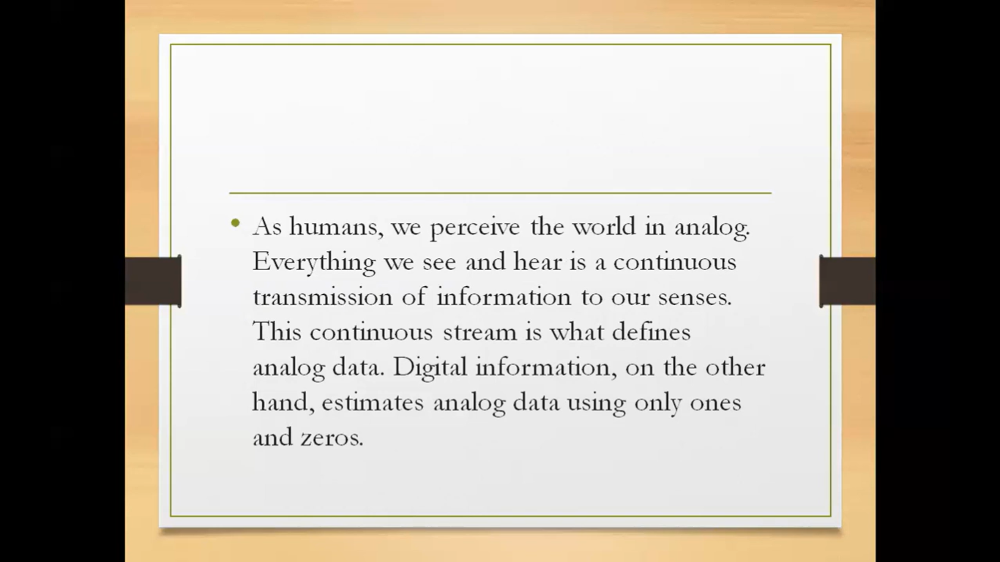 • As humans, we perceive the world in analog.
Everything we see and hear is a continuous
transmission of information to our senses.
This continuous stream is what defines
analog data. Digital information, on the other
hand, estimates analog data using only ones
and zeros.